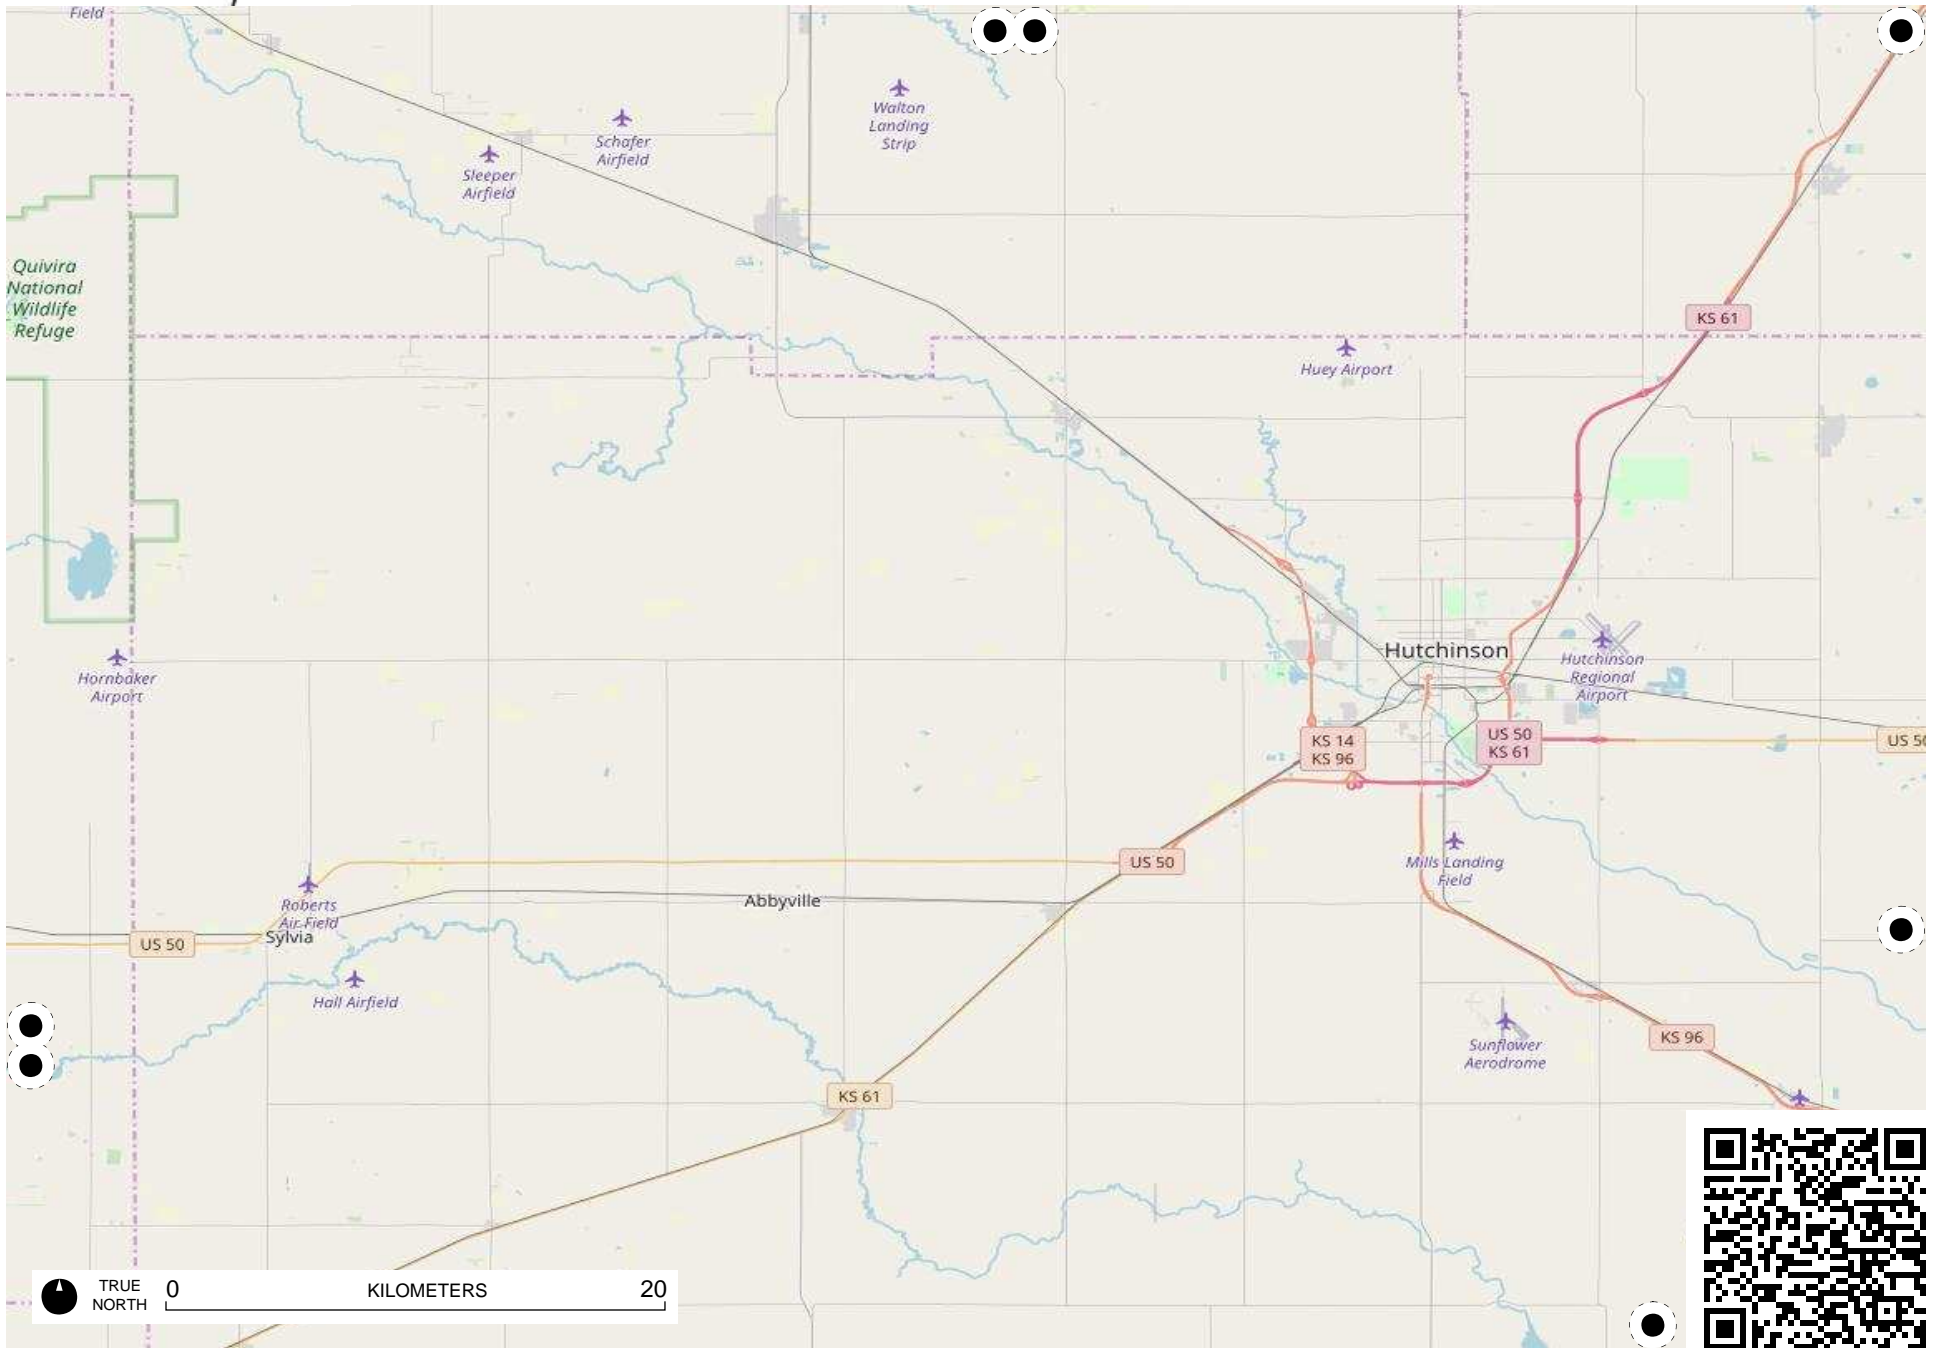 Field
Walton
Landing
Strip
Schafer
Airfield
Sleeper
Airfield
Quivira
National
Wildlife
Refuge
KS 61
Huey Airport
Hutchinson
Hutchinson
Regional
Airport
Hornbaker
Airport
KS 14
KS 96
US 50
KS 61
US 50
US 50
Mills Landing
Field
Abbyville
Roberts
Air Field
Sylvia
US 50
Hall Airfield
Sunflower
Aerodrome
KS 96
KS 61
TRUE
NORTH
0 KILOMETERS 20